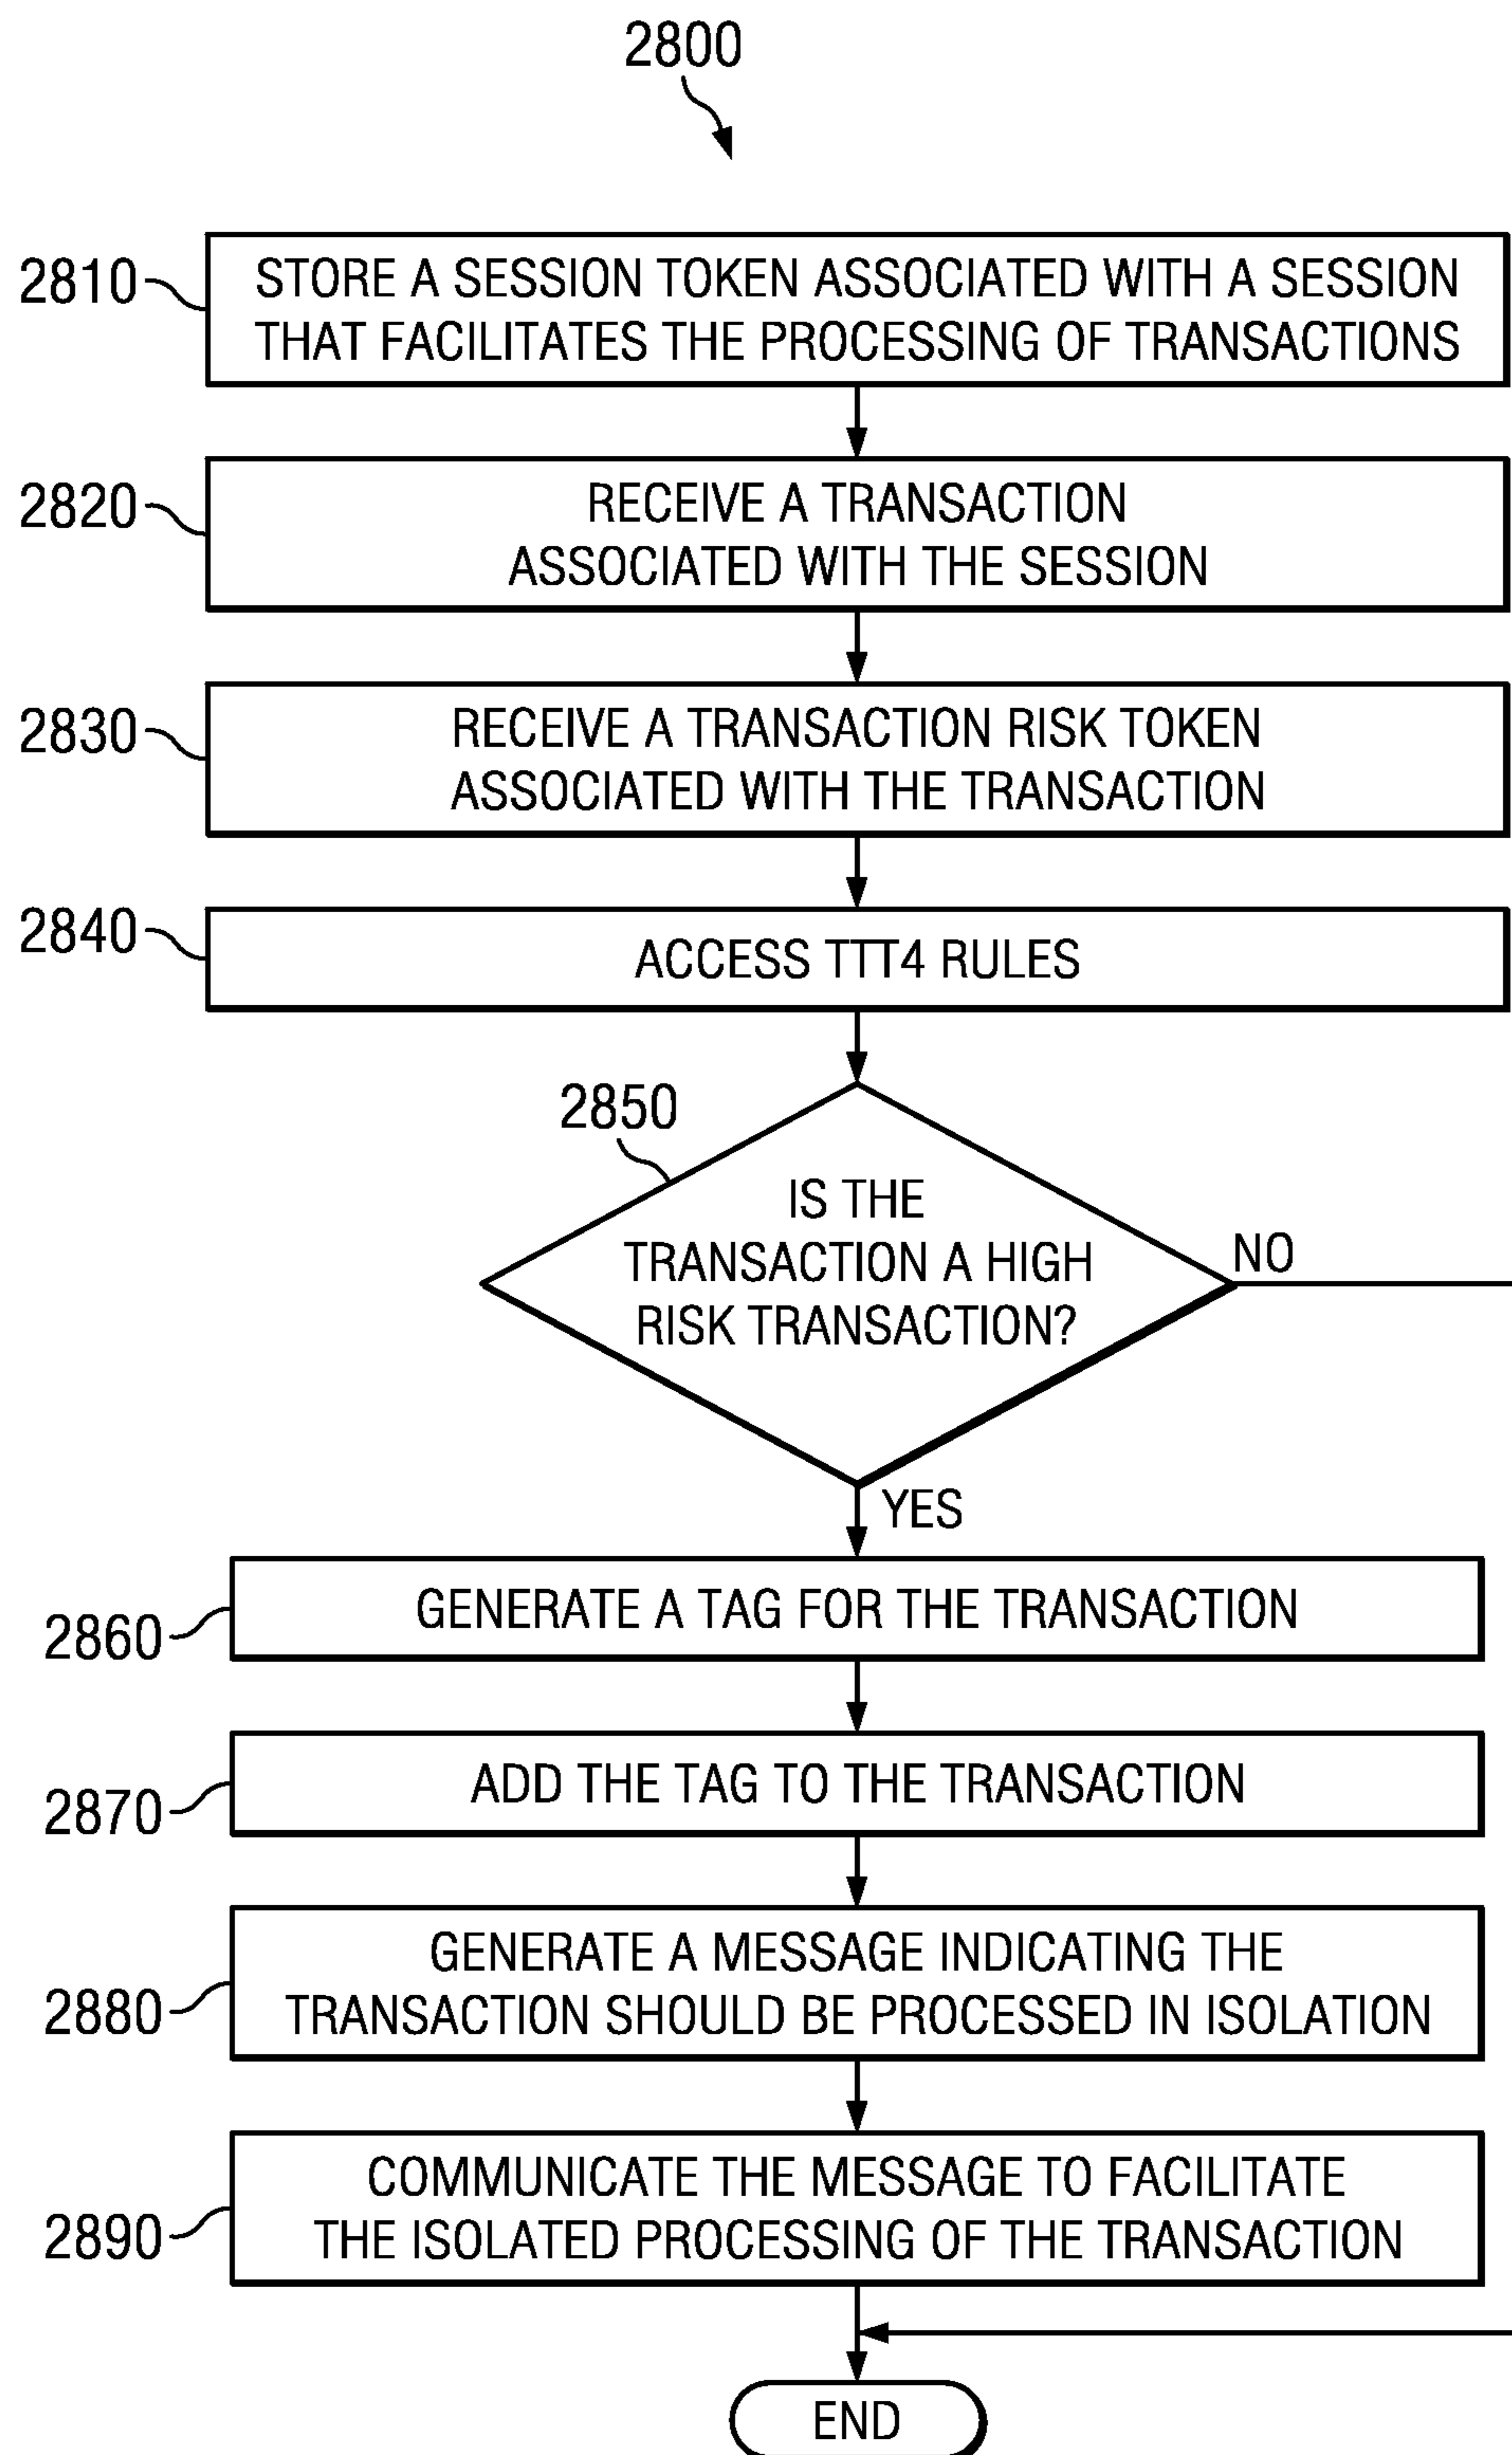 2800
2810
STORE A SESSION TOKEN ASSOCIATED WITH A SESSION
THAT FACILITATES THE PROCESSING OF TRANSACTIONS
2820
RECEIVE A TRANSACTION
ASSOCIATED WITH THE SESSION
2830
RECEIVE A TRANSACTION RISK TOKEN
ASSOCIATED WITH THE TRANSACTION
2840
ACCESS TTT4 RULES
2850
IS THE
TRANSACTION A HIGH
RISK TRANSACTION?
NO
YES
2860
GENERATE A TAG FOR THE TRANSACTION
2870
ADD THE TAG TO THE TRANSACTION
2880
GENERATE A MESSAGE INDICATING THE
TRANSACTION SHOULD BE PROCESSED IN ISOLATION
2890
COMMUNICATE THE MESSAGE TO FACILITATE
THE ISOLATED PROCESSING OF THE TRANSACTION
END